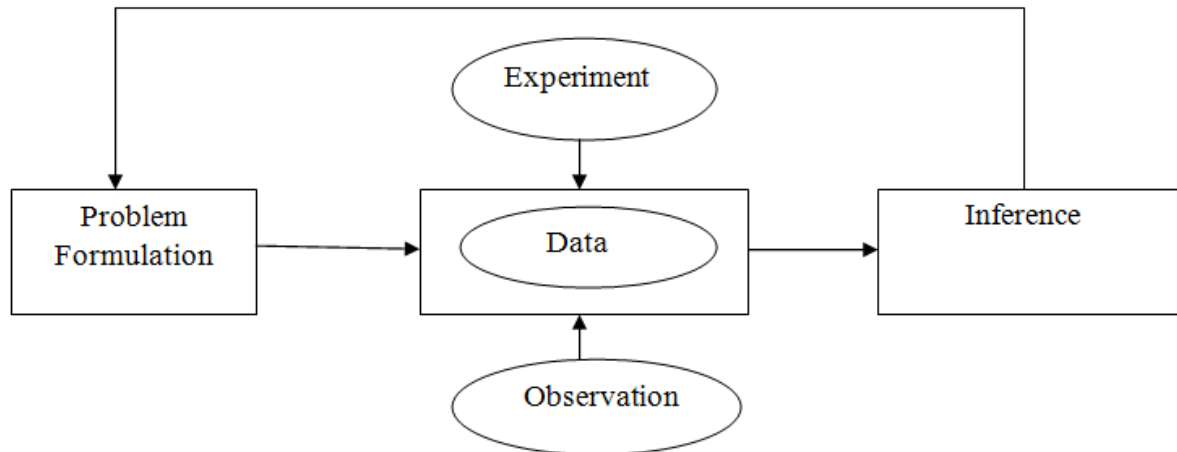 Experiment
Problem
Formulation
Data
Inference
Observation